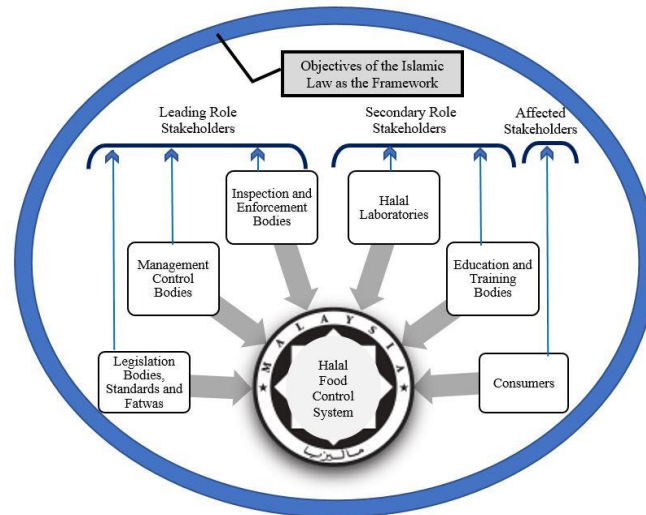 Objectives of the Islamic
Law as the Framework
Leading Role
Stakeholders
Secondary Role
Stakeholders
Affected
Stakeholders
Inspection and
Enforcement
Bodies
Halal
Laboratories
Management
Control
Bodies
Education and
Training
Bodies
Legislation
Bodies,
Standards and
Fatwas
MALAYSIA
Halal
Food
Control
System
ماليزيا
Consumers